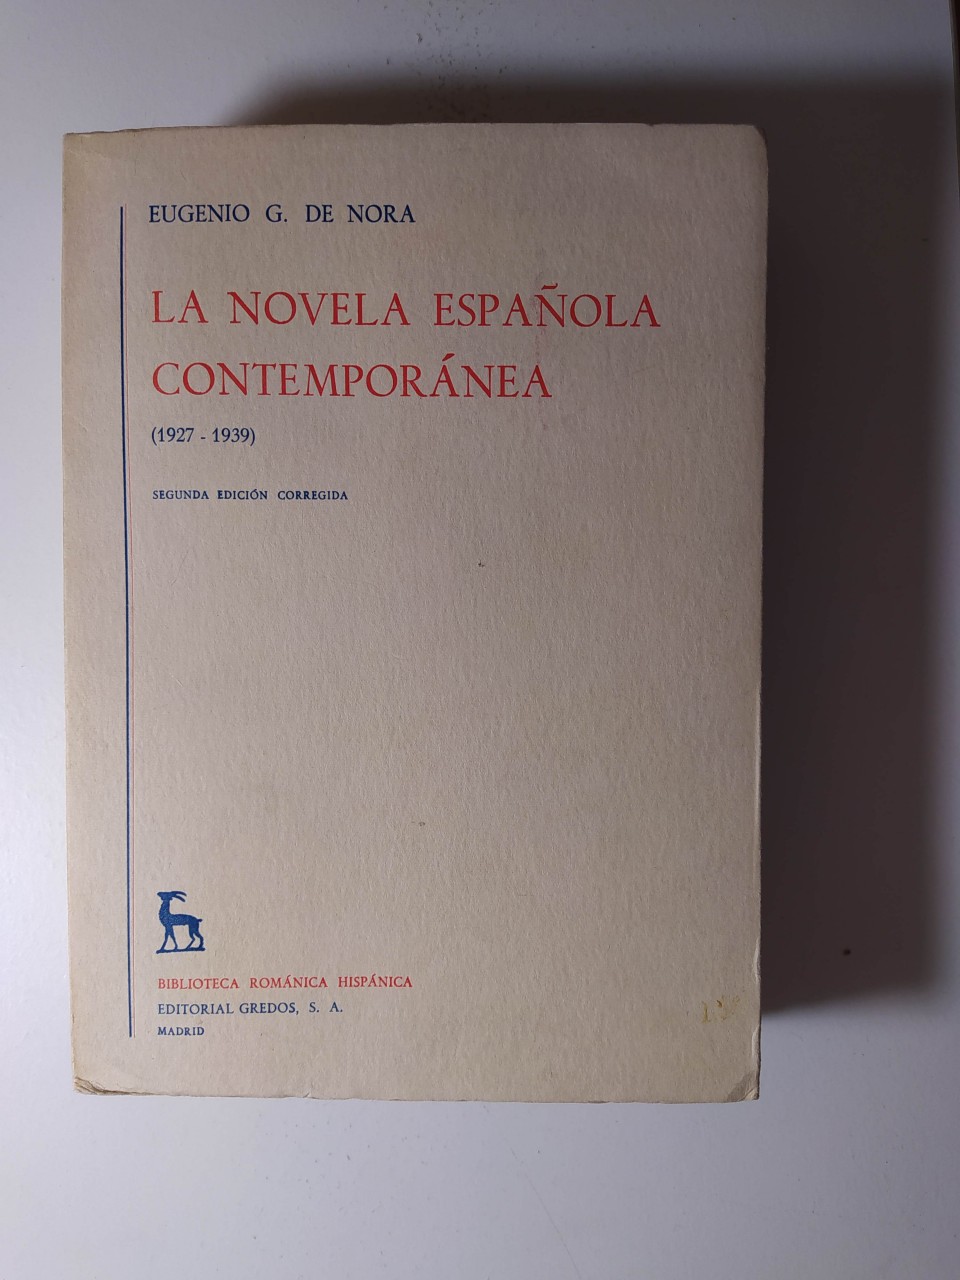 EUGENIO G. DE NORA
LA NOVELA ESPAÑOLA
CONTEMPORÁNEA
(1927 - 1939)
SEGUNDA EDICIÓN CORREGIDA
BIBLIOTECA ROMÁNICA HISPÁNICA
EDITORIAL GREDOS, S. A.
MADRID